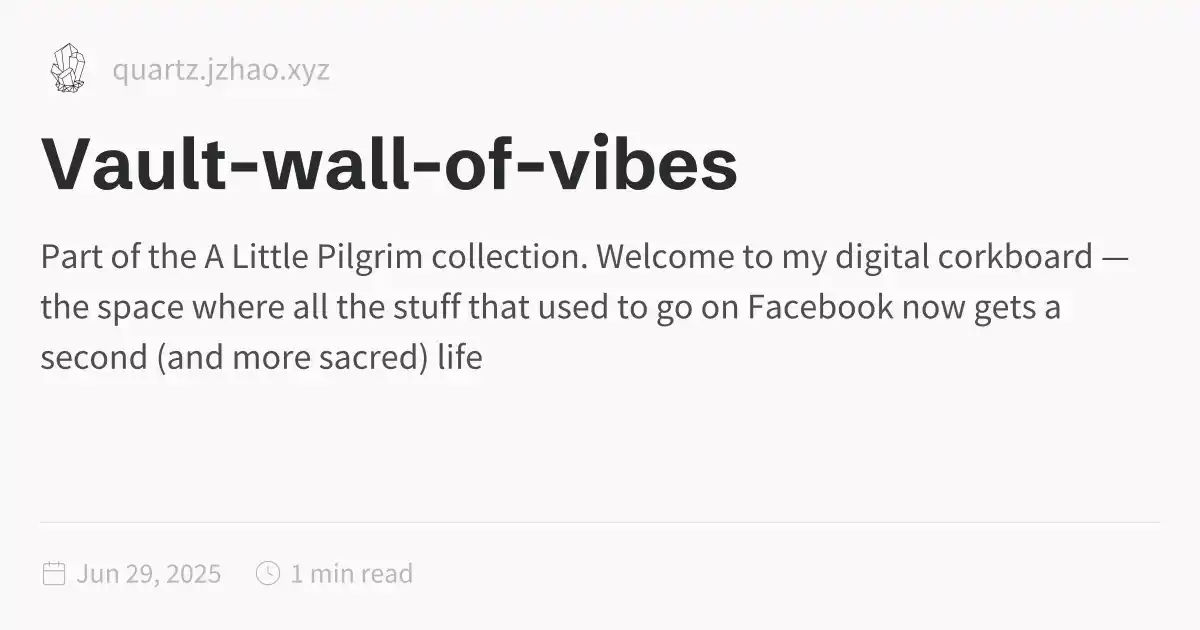 quartz.jzhao.xyz
Vault-wall-of-vibes
Part of the A Little Pilgrim collection. Welcome to my digital corkboard —
the space where all the stuff that used to go on Facebook now gets a
second (and more sacred) life
Jun 29, 2025 1 min read